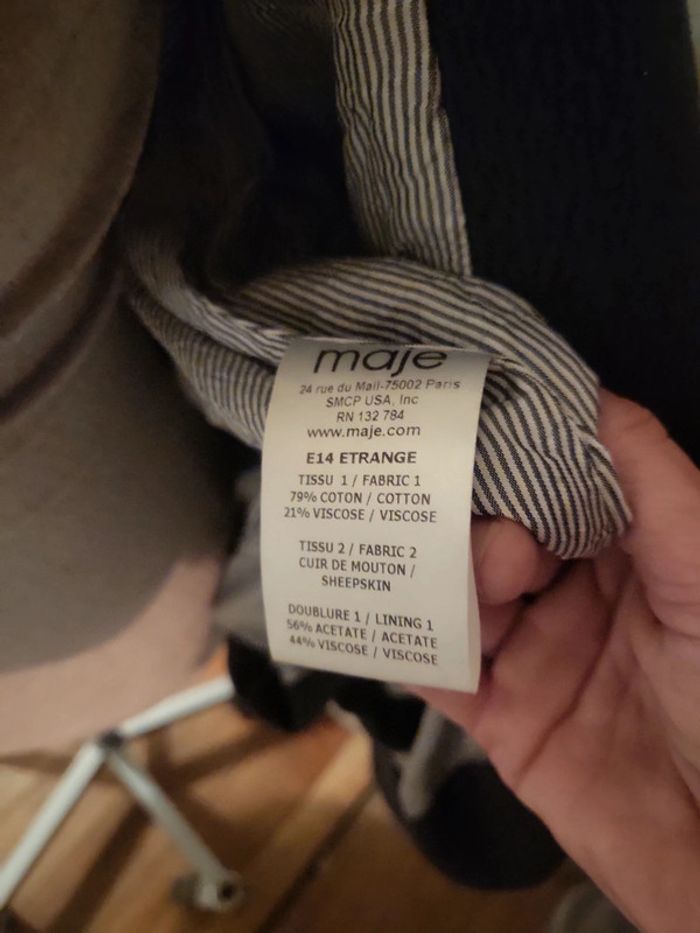 maje
24 rue du Mail-75002 Paris
SMCP USA, Inc
RN 132 784
www.maje.com
E14 ETRANGE
TISSU 1 / FABRIC 1
79% COTON / COTTON
21% VISCOSE / VISCOSE
TISSU 2 / FABRIC 2
CUIR DE MOUTON /
SHEEPSKIN
DOUBLURE 1 / LINING 1
56% ACETATE / ACETATE
44% VISCOSE / VISCOSE